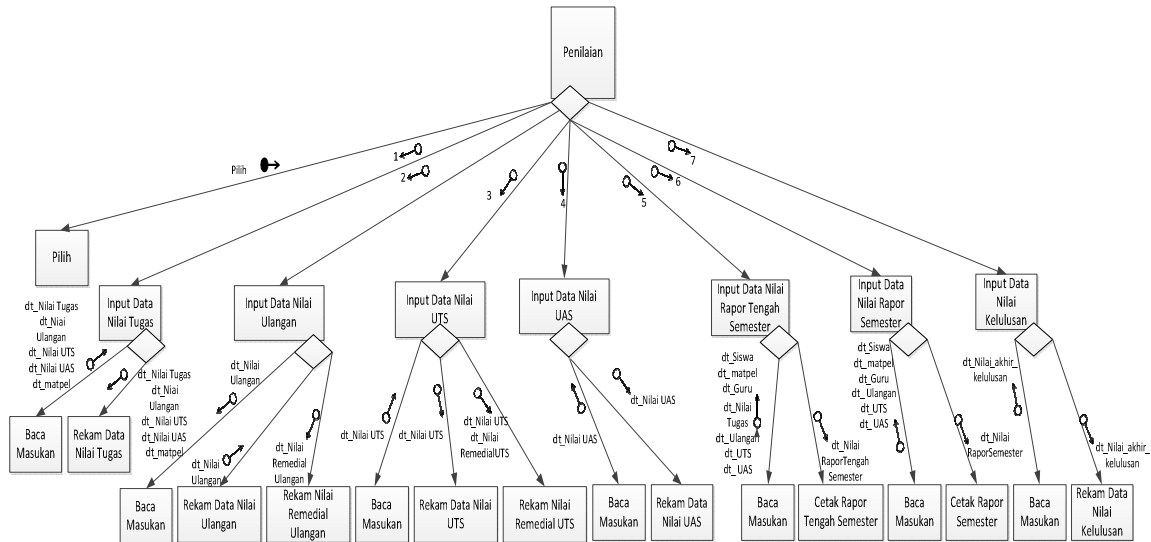 Penilaian
Pilih
1
2
3
4
5
6
7
Pilih
Input Data
Nilai Tugas
Input Data Nilai
Ulangan
Input Data Nilai
UTS
Input Data Nilai
UAS
Input Data Nilai
Rapor Tengah
Semester
Input Data
Nilai Rapor
Semester
Input Data
Nilai
Kelulusan
dt_Nilai Tugas
dt_Niai
Ulangan
dt_ Nilai UTS
dt_Nilai UAS
dt_matpel
dt_Nilai Tugas
dt_Niai
Ulangan
dt_Nilai UTS
dt_Nilai UAS
dt_matpel
dt_Nilai
Ulangan
dt_Nilai
Ulangan
dt_Nilai
Remedial
Ulangan
dt_Nilai UTS
dt_Nilai UTS
dt_Nilai UTS
dt_Nilai
RemedialUTS
dt_Nilai UAS
dt_Nilai UAS
dt_Siswa
dt_matpel
dt_Guru
dt_Nilai
Tugas
dt_Ulangan
dt_UTS
dt_UAS
dt_Nilai
RaporTengah
Semester
dt_Siswa
dt_matpel
dt_Guru
dt_ Ulangan
dt_UTS
dt_UAS
dt_Nilai
RaporSemester
dt_Nilai_akhir_
kelulusan
dt_Nilai_akhir_
kelulusan
Baca
Masukan
Rekam Data
Nilai Tugas
Baca
Masukan
Rekam Data Nilai
Ulangan
Rekam Nilai
Remedial
Ulangan
Baca
Masukan
Rekam Data Nilai
UTS
Rekam Nilai
Remedial UTS
Baca
Masukan
Rekam Data
Nilai UAS
Baca
Masukan
Cetak Rapor
Tengah Semester
Baca
Masukan
Cetak Rapor
Semester
Baca
Masukan
Rekam Data
Nilai
Kelulusan